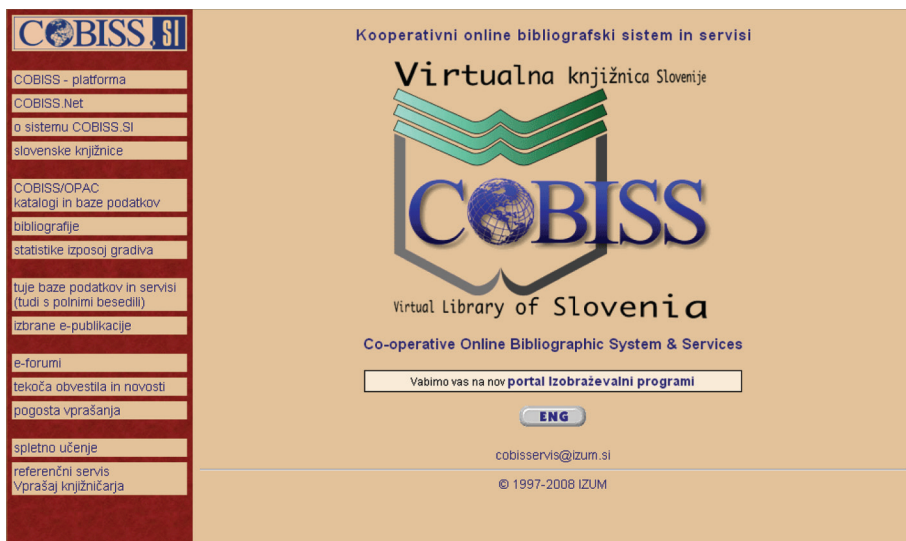 COBISS.SI
COBISS - platforma
COBISS.Net
o sistemu COBISS.SI
slovenske knjižnice
COBISS/OPAC
katalogi in baze podatkov
bibliografije
statistike izposoj gradiva
tuje baze podatkov in servisi
(tudi s polnimi besedili)
izbrane e-publikacije
e-forumi
tekoča obvestila in novosti
pogosta vprašanja
spletno učenje
referenčni servis
Vprašaj knjižničarja
Kooperativni online bibliografski sistem in servisi
Virtualna knjižnica Slovenije
COBISS
Virtual Library of Slovenia
Co-operative Online Bibliographic System & Services
Vabimo vas na nov portal Izobraževalni programi
ENG
cobisservis@izum.si
© 1997-2008 IZUM